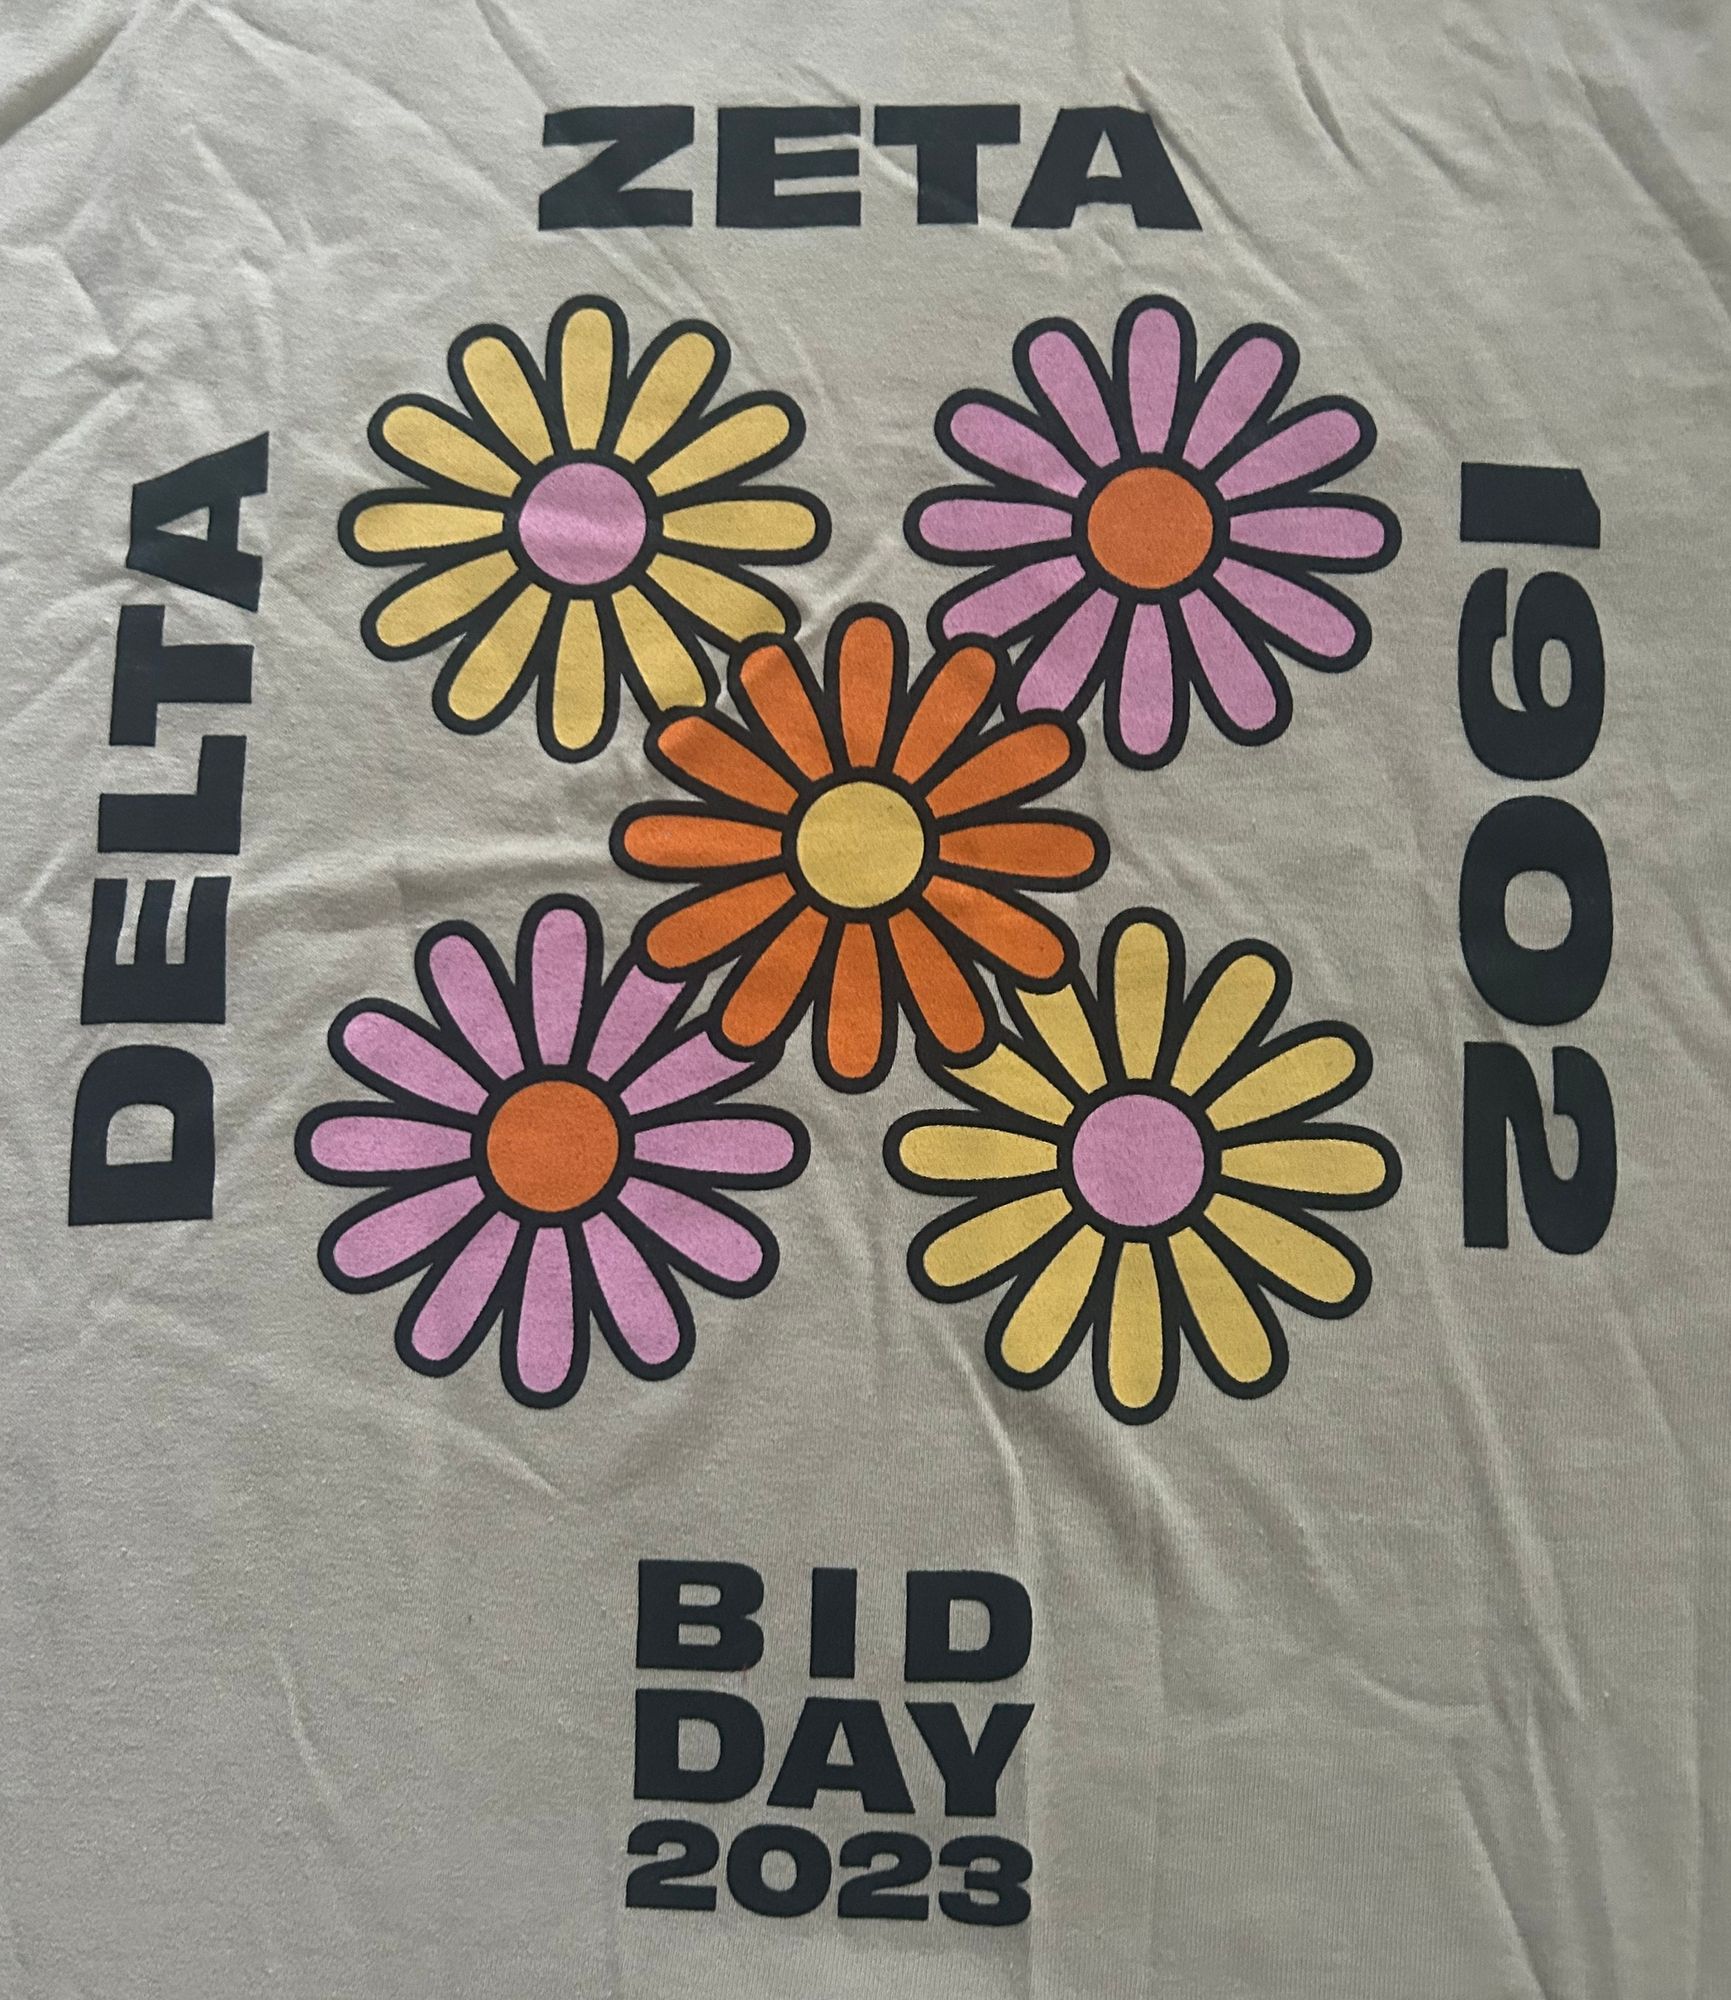 ZETA
DELTA
1902
BID
DAY
2023